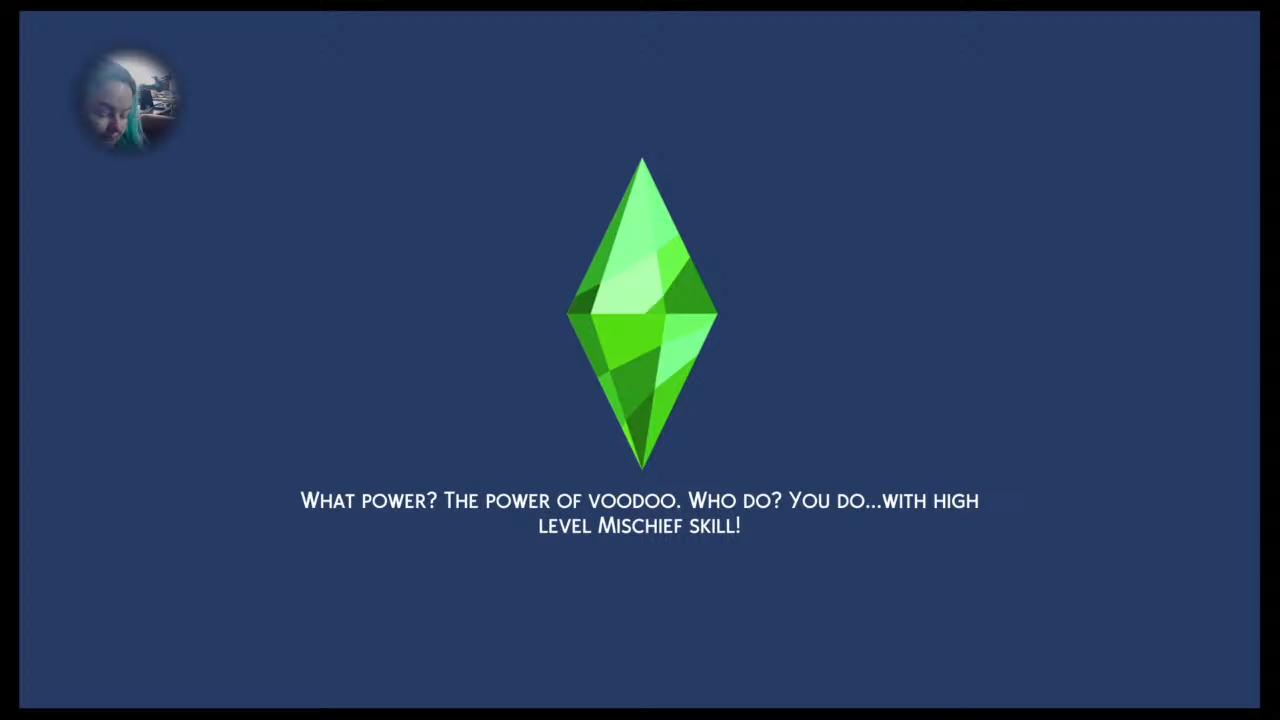 What power? The power of voodoo. Who do? You do...with high
level Mischief skill!